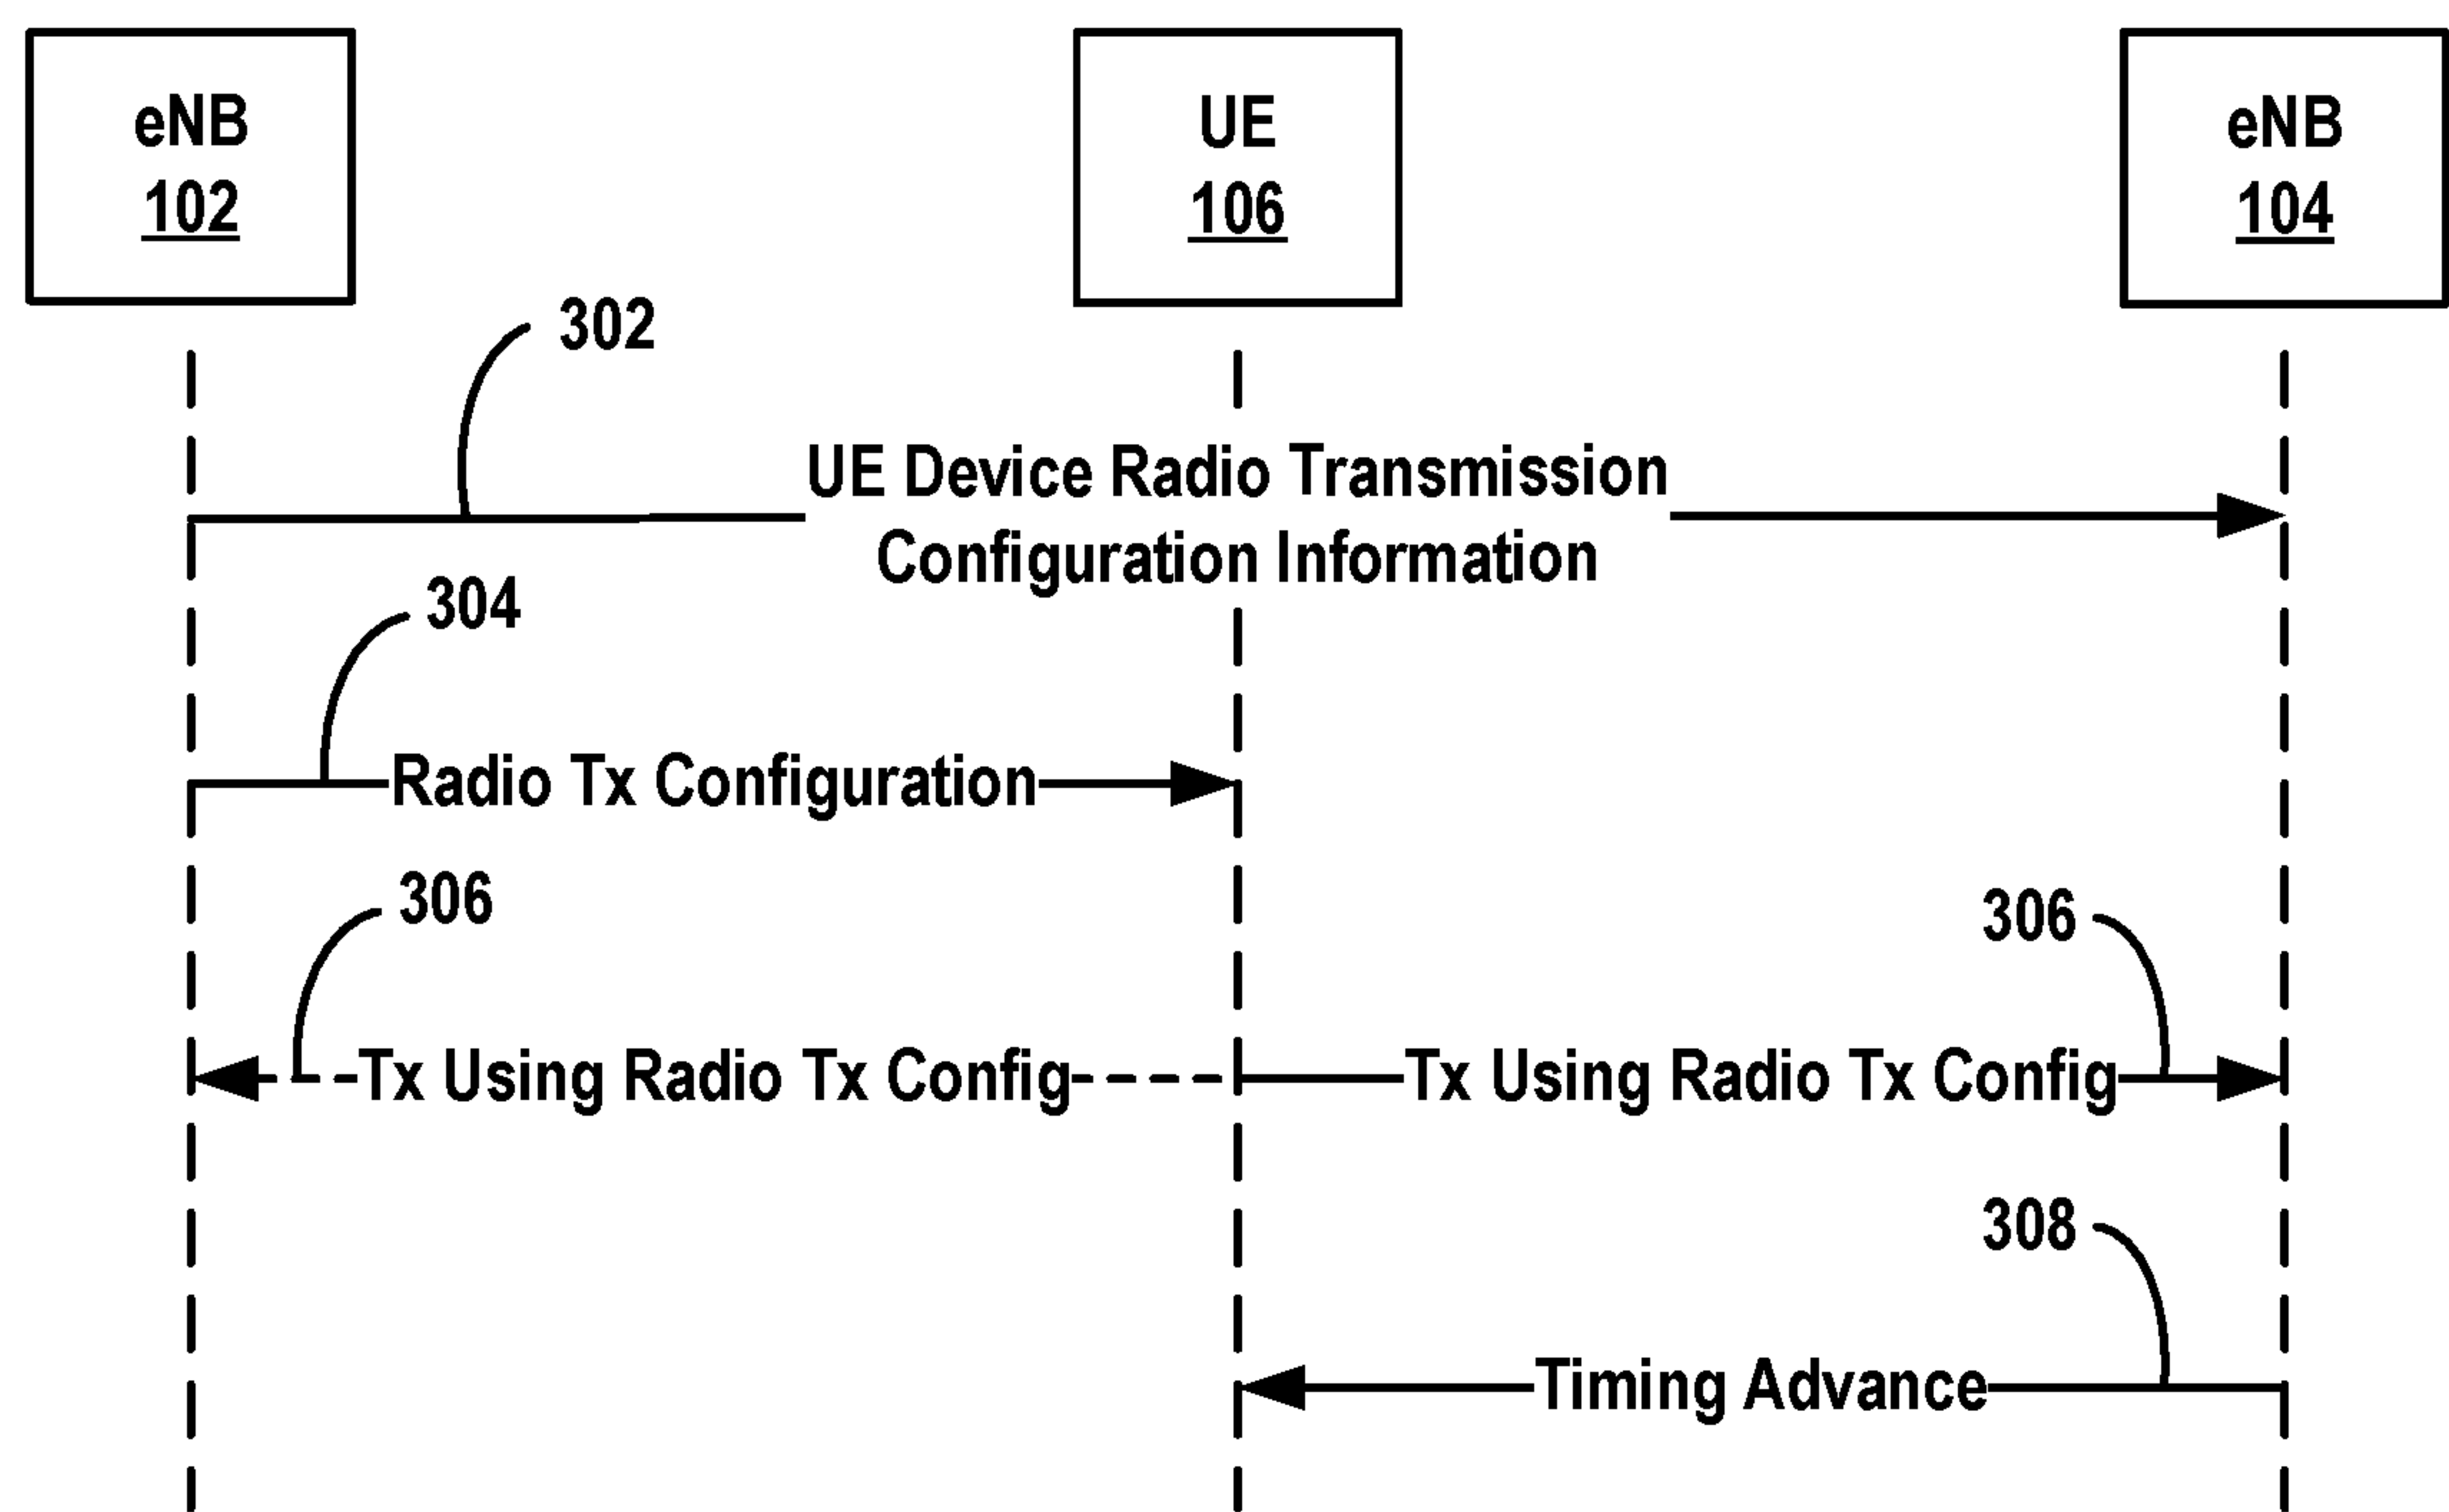 eNB
102
UE
106
eNB
104
302
UE Device Radio Transmission
Configuration Information
304
Radio Tx Configuration
306
306
Tx Using Radio Tx Config
Tx Using Radio Tx Config
308
Timing Advance